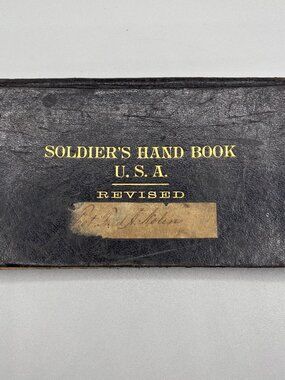 SOLDIER'S HAND BOOK
U. S. A.
REVISED